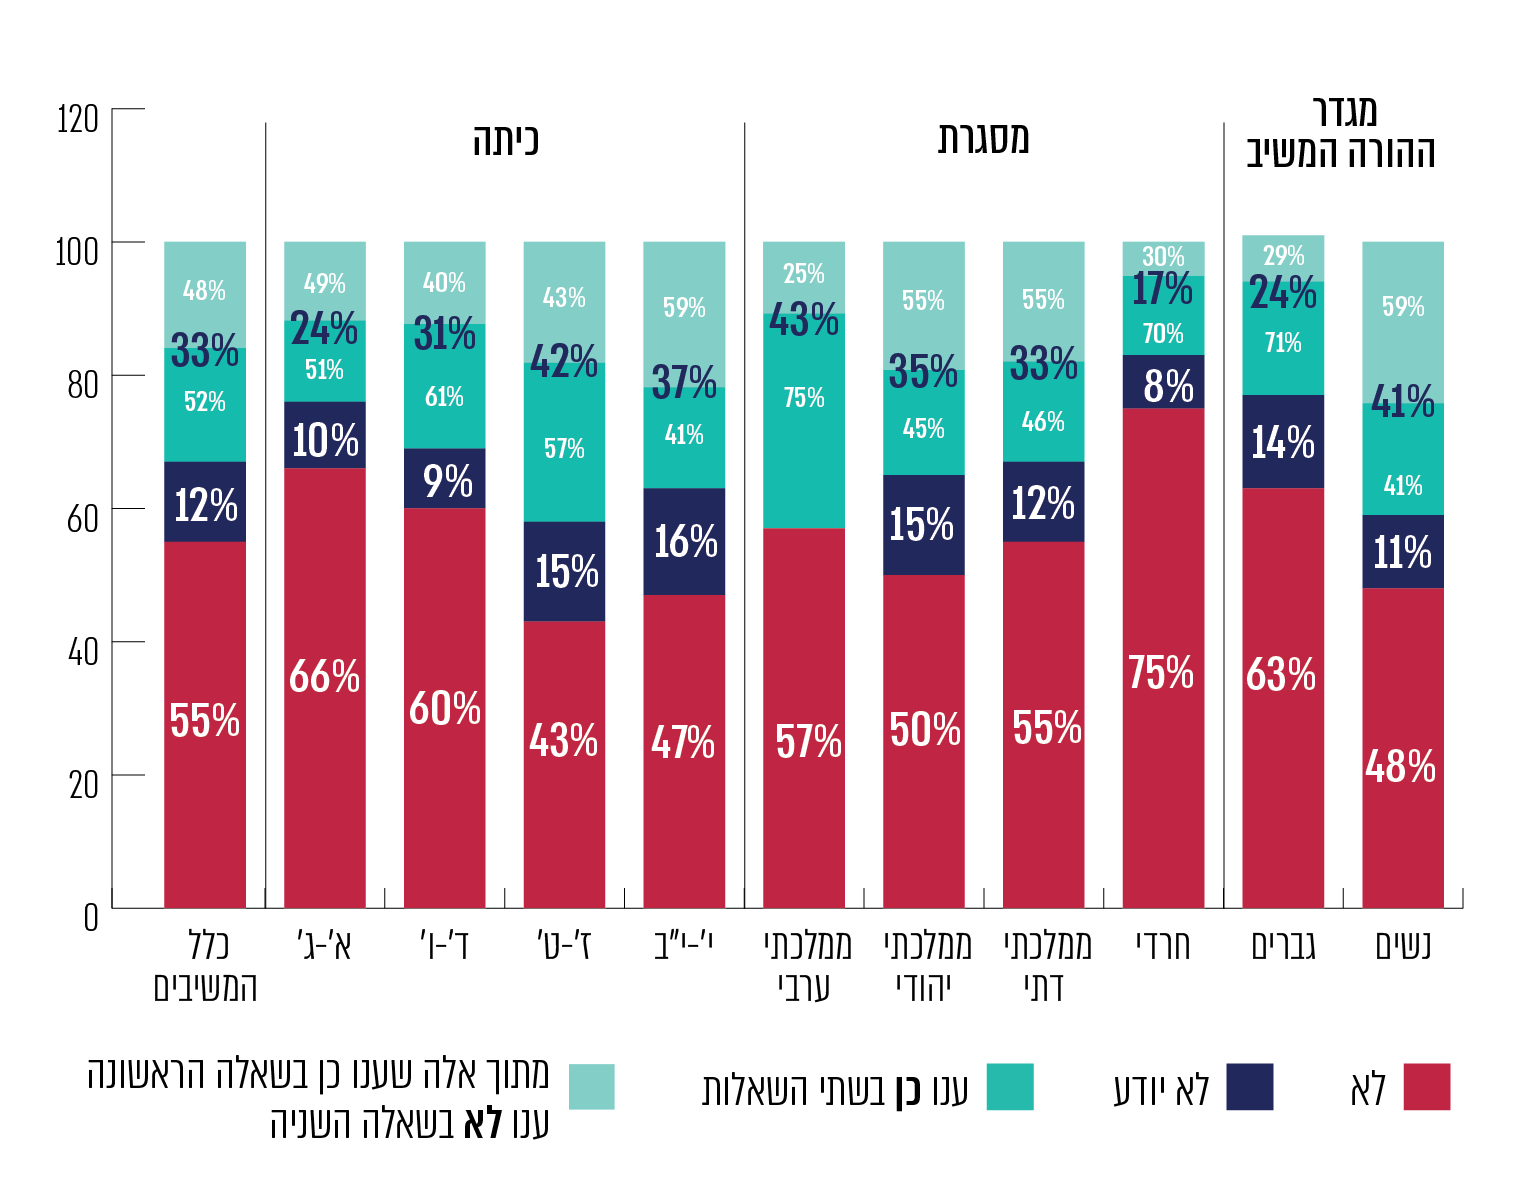 מגדר
ההורה המשיב
מסגרת
כיתה
120
100
80
60
40
20
0
48%
33%
52%
12%
55%
49%
24%
51%
10%
66%
40%
31%
61%
9%
60%
43%
42%
57%
15%
43%
59%
37%
41%
16%
47%
25%
43%
75%
57%
55%
35%
45%
15%
50%
55%
33%
46%
12%
55%
30%
17%
70%
8%
75%
29%
24%
71%
14%
63%
59%
41%
41%
11%
48%
כלל
המשיבים
א'-ג'
ד'-ו'
ז'-ט'
י'-י"ב
ממלכתי
ערבי
ממלכתי
יהודי
ממלכתי
דתי
חרדי
גברים
נשים
לא
לא יודע
ענו כן בשתי השאלות
מתוך אלה שענו כן בשאלה הראשונה
ענו לא בשאלה השניה